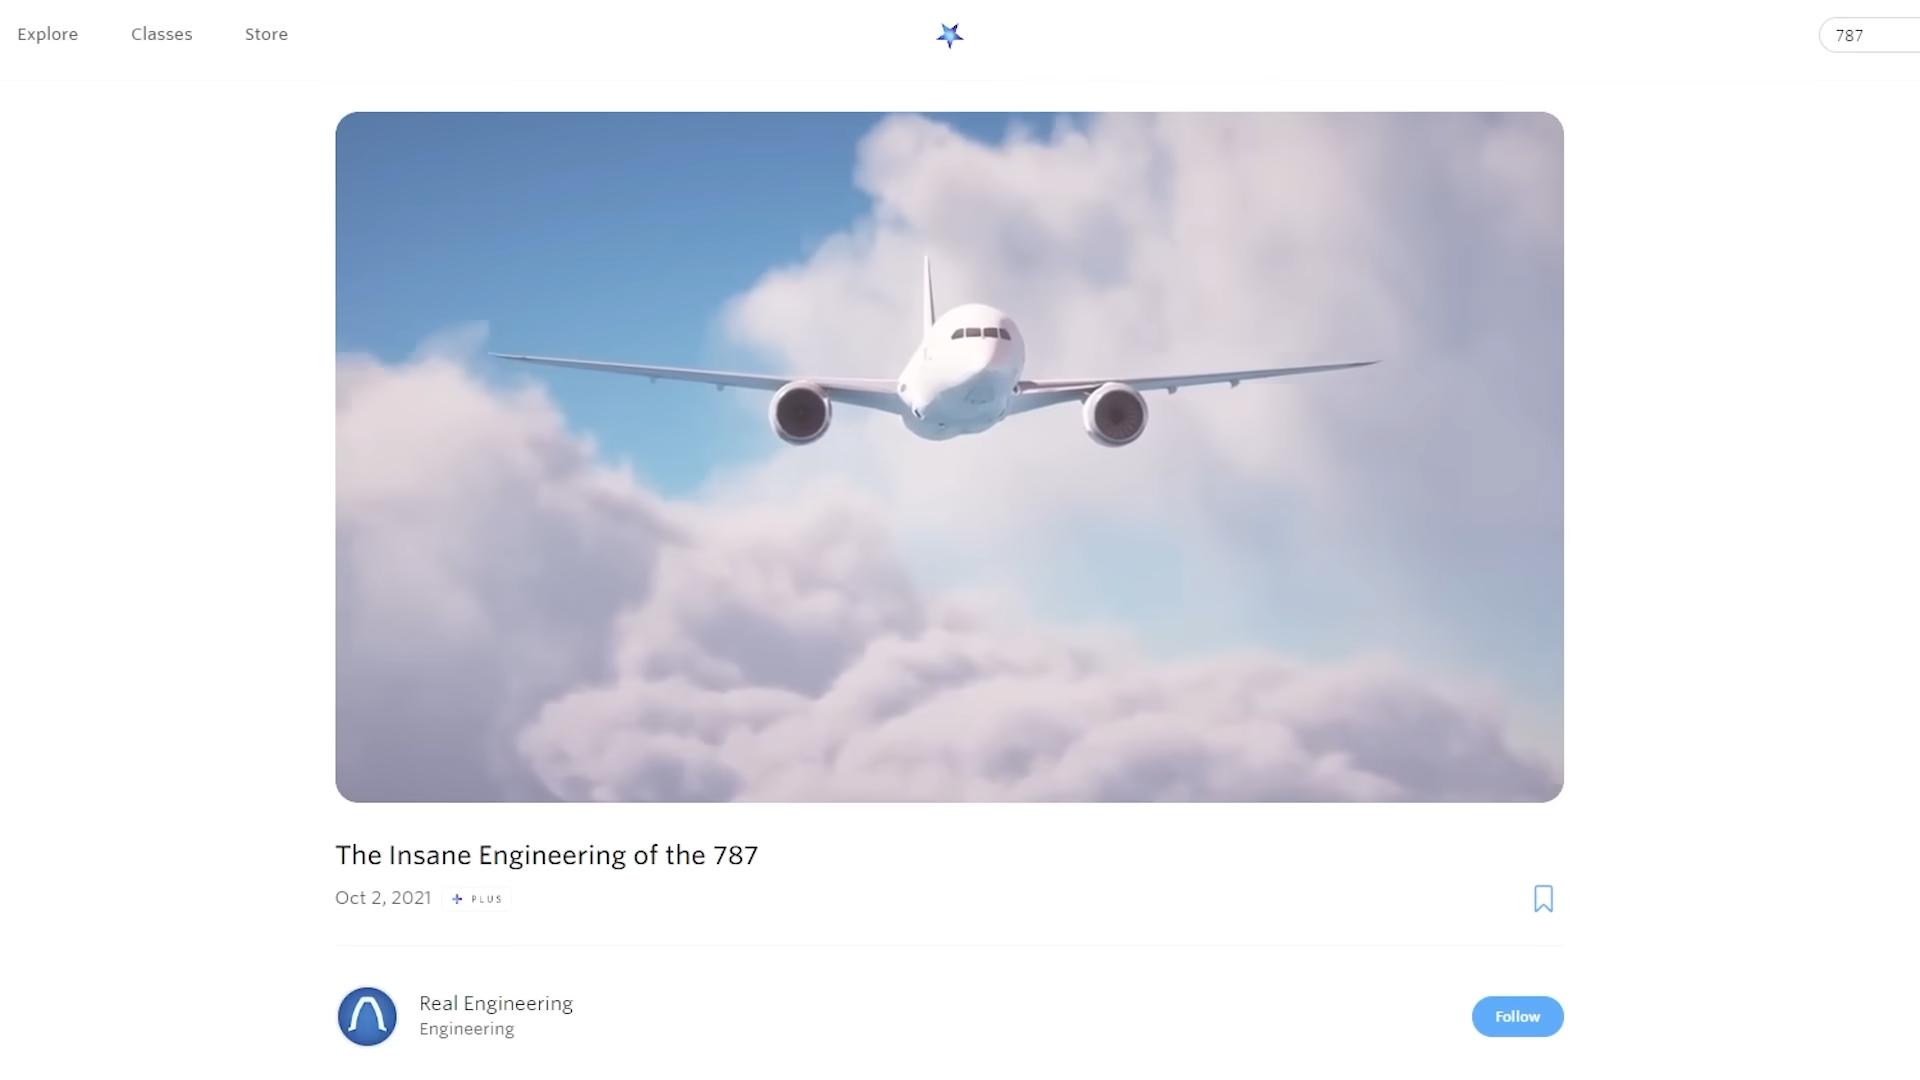 Explore
Classes
Store
787
The Insane Engineering of the 787
Oct 2, 2021
PLUS
Real Engineering
Engineering
Follow